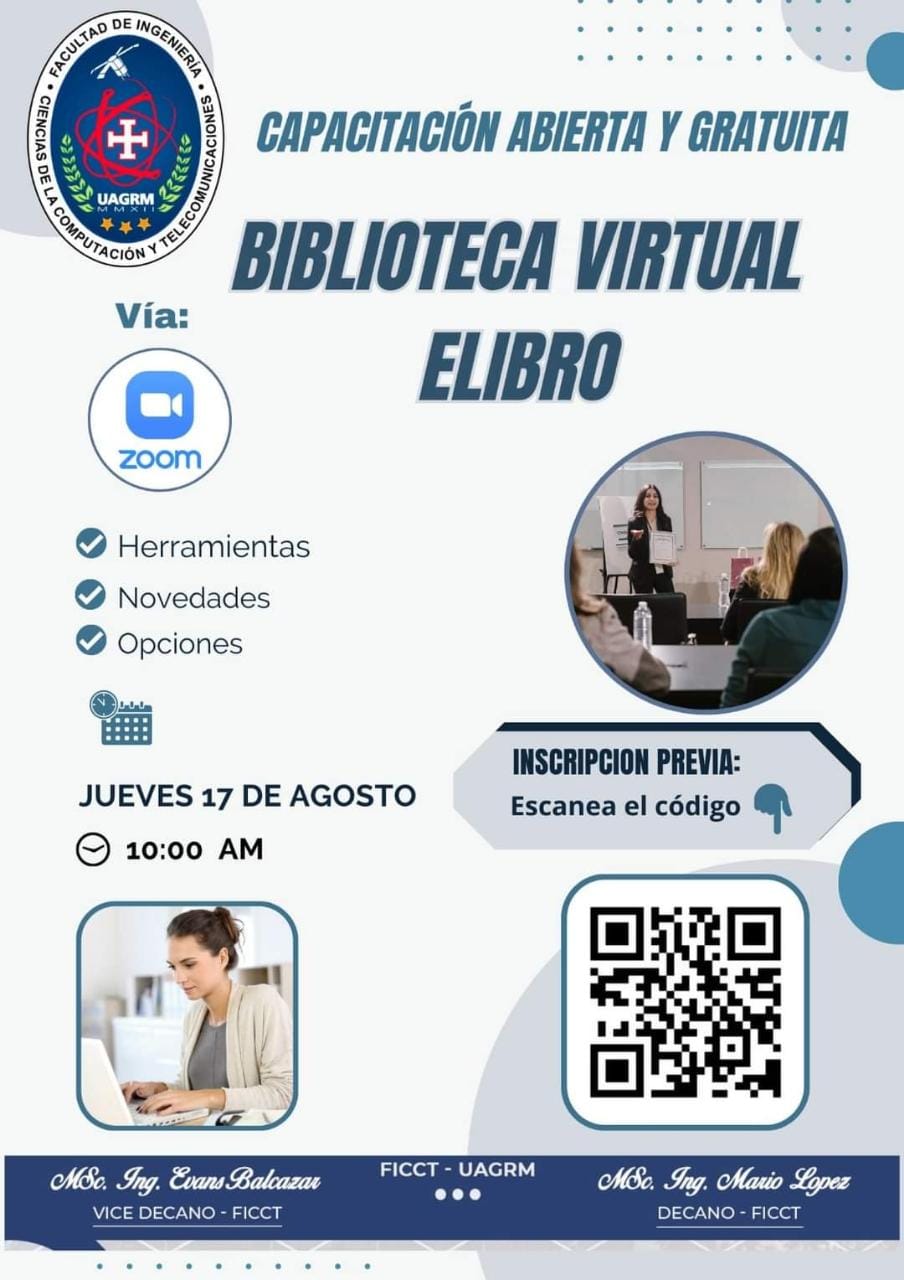 FACULTAD DE INGENIERÍA
CIENCIAS DE LA COMPUTACIÓN Y TELECOMUNICACIONES
UAGRM
MMXII
CAPACITACIÓN ABIERTA Y GRATUITA
BIBLIOTECA VIRTUAL
ELIBRO
Vía:
zoom
Herramientas
Novedades
Opciones
JUEVES 17 DE AGOSTO
10:00 AM
INSCRIPCION PREVIA:
Escanea el código
MSc. Ing. Evans Balcazar
VICE DECANO - FICCT
FICCT - UAGRM
MSc. Ing. Mario Lopez
DECANO - FICCT